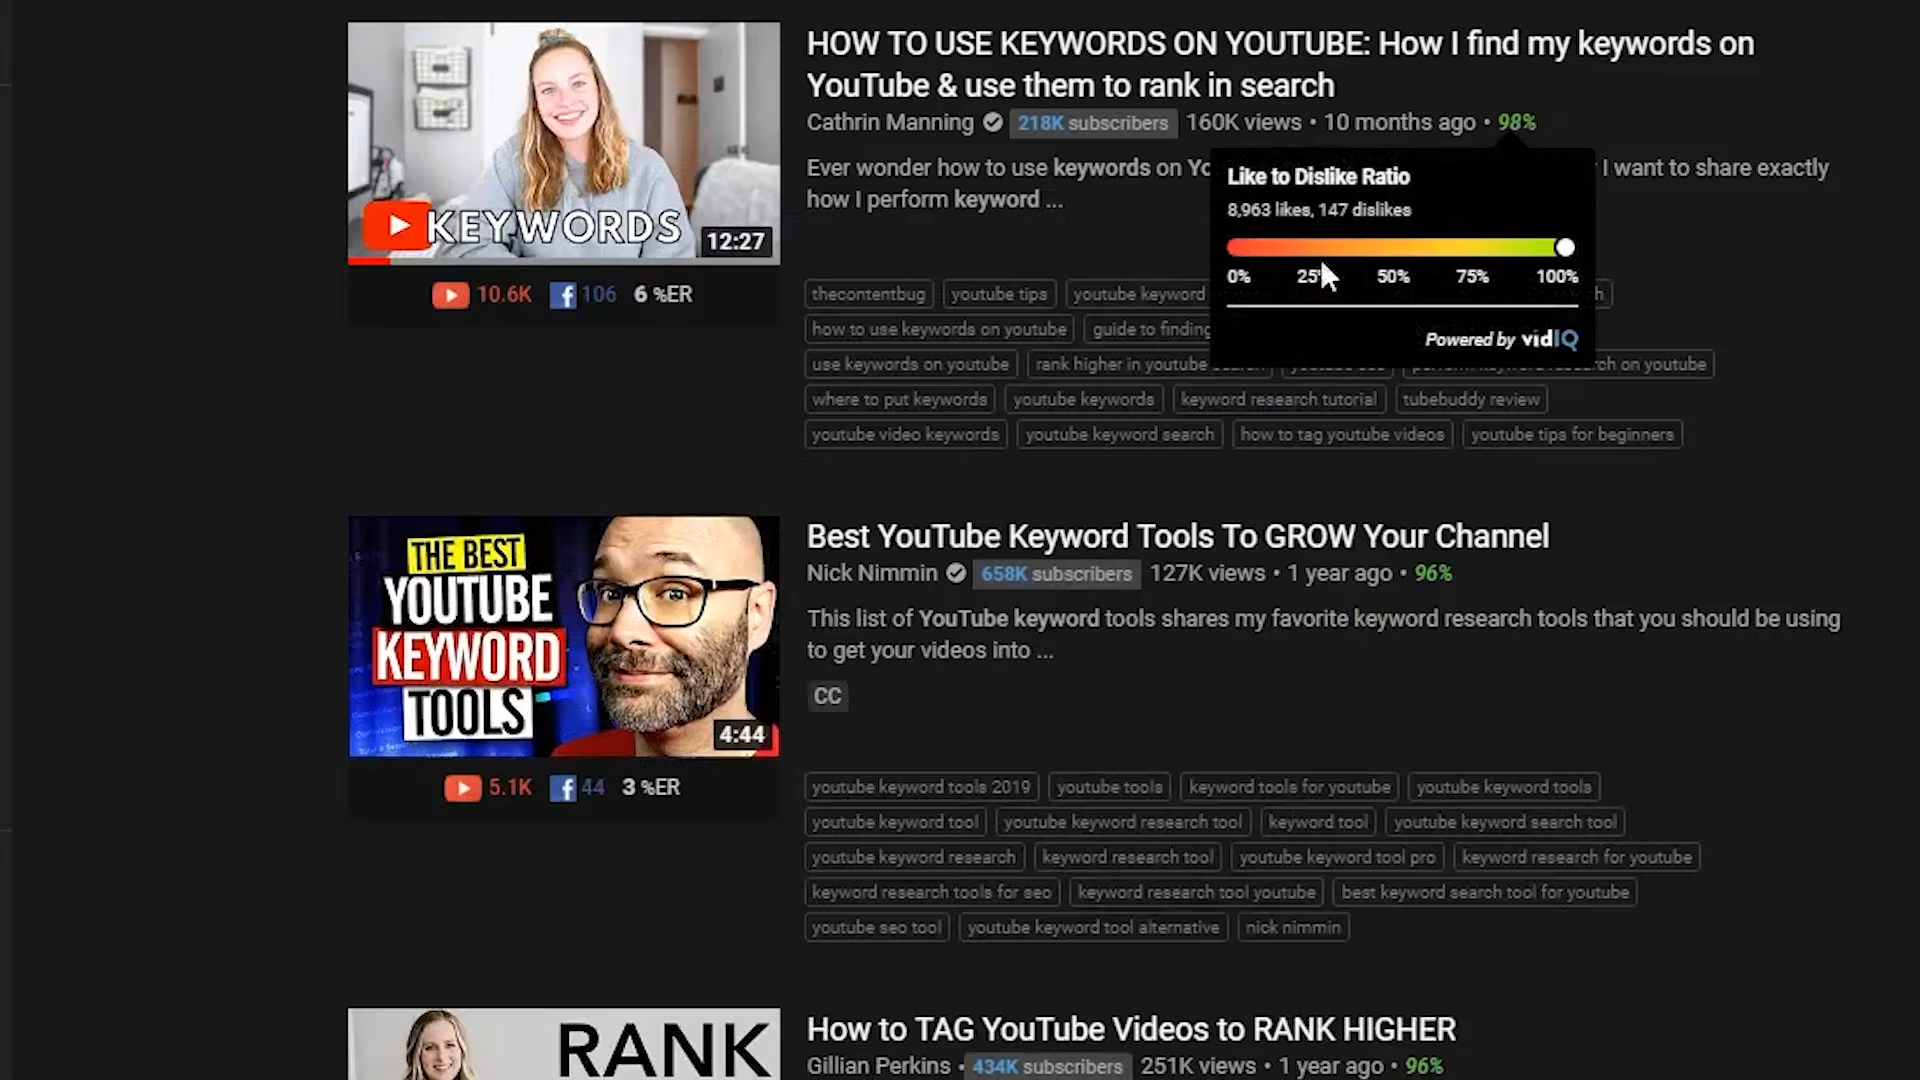 HOW TO USE KEYWORDS ON YOUTUBE: How I find my keywords on
YouTube & use them to rank in search
Cathrin Manning 218K subscribers 160K views • 10 months ago • 98%
Ever wonder how to use keywords on I want to share exactly
how I perform keyword ...
KEYWORDS
12:27
10.6K 106 6 %ER
Like to Dislike Ratio
8,963 likes, 147 dislikes
0% 25% 50% 75% 100%
Powered by vidIQ
thecontentbug youtube tips youtube keyword
how to use keywords on youtube guide to finding
use keywords on youtube rank higher in youtube on youtube
where to put keywords youtube keywords keyword research tutorial tubebuddy review
youtube video keywords youtube keyword search how to tag youtube videos youtube tips for beginners
THE BEST
YOUTUBE
KEYWORD
TOOLS
4:44
5.1K 44 3 %ER
Best YouTube Keyword Tools To GROW Your Channel
Nick Nimmin 658K subscribers 127K views • 1 year ago • 96%
This list of YouTube keyword tools shares my favorite keyword research tools that you should be using
to get your videos into ...
CC
youtube keyword tools 2019 youtube tools keyword tools for youtube youtube keyword tools
youtube keyword tool youtube keyword research tool keyword tool youtube keyword search tool
youtube keyword research keyword research tool youtube keyword tool pro keyword research for youtube
keyword research tools for seo keyword research tool youtube best keyword search tool for youtube
youtube seo tool youtube keyword tool alternative nick nimmin
RANK
How to TAG YouTube Videos to RANK HIGHER
Gillian Perkins • 434K subscribers 251K views • 1 year ago • 96%